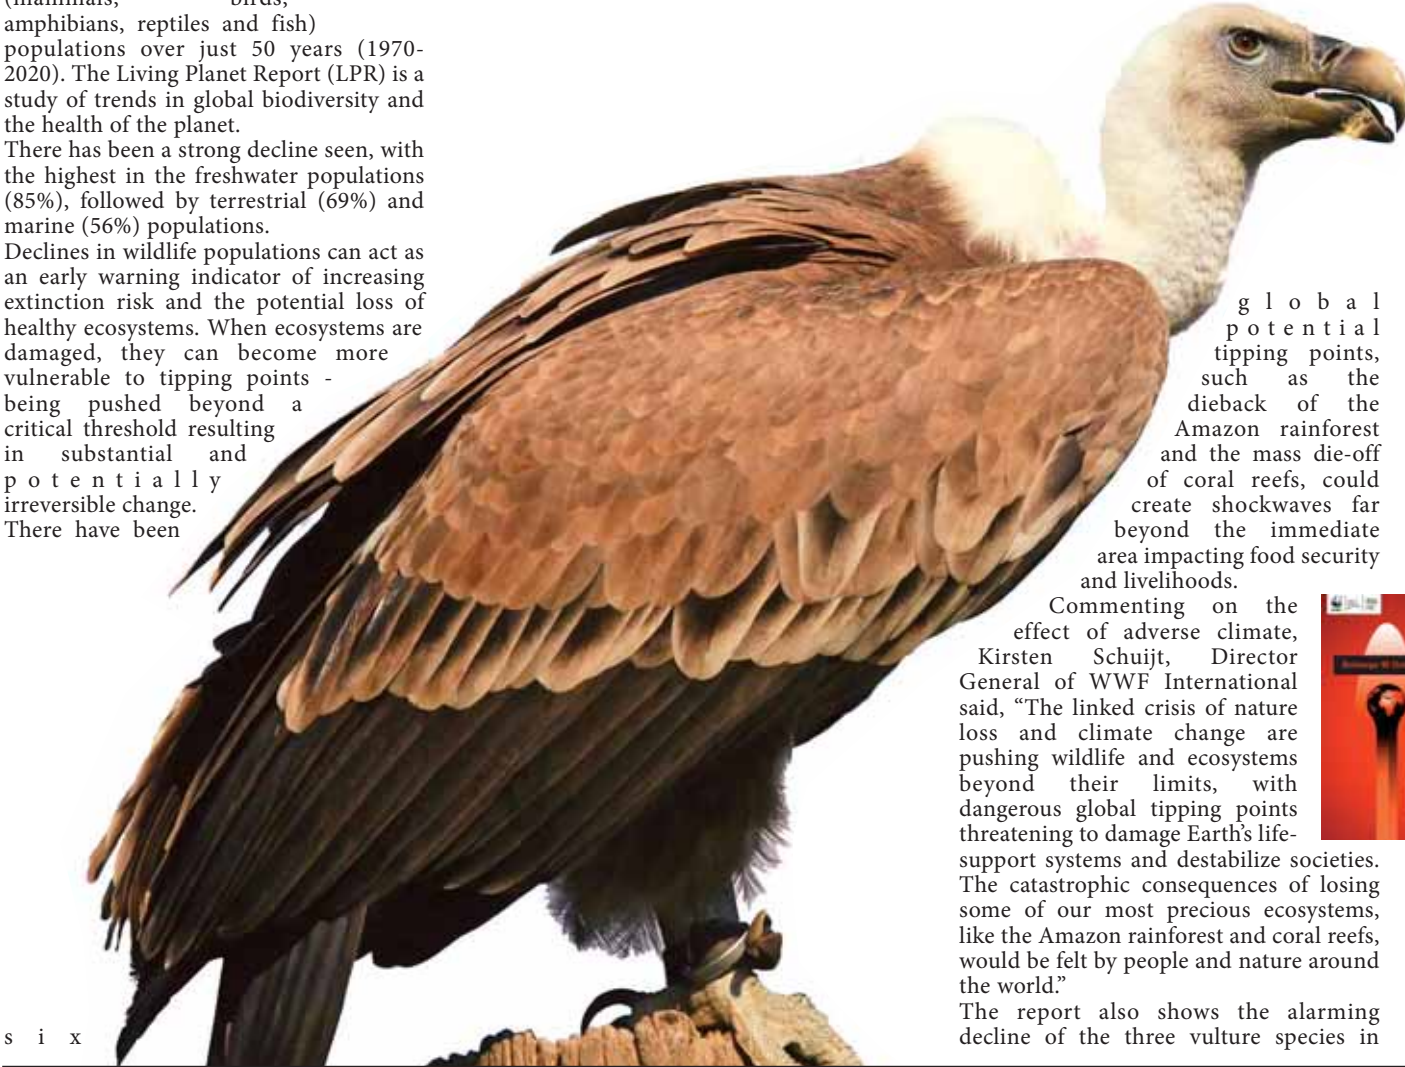 (mammals, birds,
amphibians, reptiles and fish)
populations over just 50 years (1970-
2020). The Living Planet Report (LPR) is a
study of trends in global biodiversity and
the health of the planet.
There has been a strong decline seen, with
the highest in the freshwater populations
(85%), followed by terrestrial (69%) and
marine (56%) populations.
Declines in wildlife populations can act as
an early warning indicator of increasing
extinction risk and the potential loss of
healthy ecosystems. When ecosystems are
damaged, they can become more
vulnerable to tipping points -
being pushed beyond a
critical threshold resulting
in substantial and
potentially
irreversible change.
There have been
six
global
potential
tipping points,
such as the
dieback of the
Amazon rainforest
and the mass die-off
of coral reefs, could
create shockwaves far
beyond the immediate
area impacting food security
and livelihoods.
Commenting on the
effect of adverse climate,
Kirsten Schuijt, Director
General of WWF International
said, “The linked crisis of nature
loss and climate change are
pushing wildlife and ecosystems
beyond their limits, with
dangerous global tipping points
threatening to damage Earth’s life-
support systems and destabilize societies.
The catastrophic consequences of losing
some of our most precious ecosystems,
like the Amazon rainforest and coral reefs,
would be felt by people and nature around
the world.”
The report also shows the alarming
decline of the three vulture species in